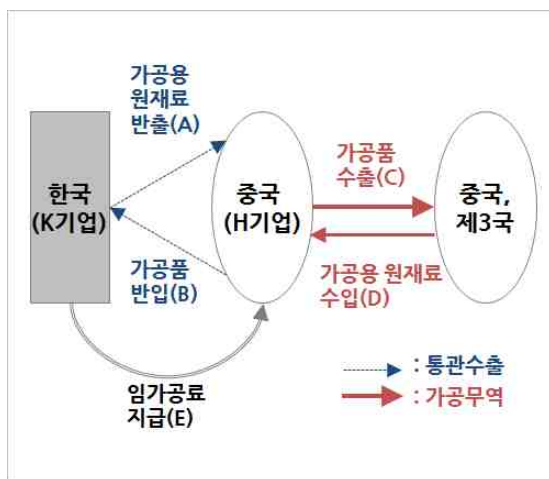 가공용
원재료
반출(A)
한국
(K기업)
중국
(H기업)
가공품
수출(C)
중국,
제3국
가공품
반입(B)
가공용 원재료
수입(D)
임가공료
지급(E)
: 통관수출
: 가공무역